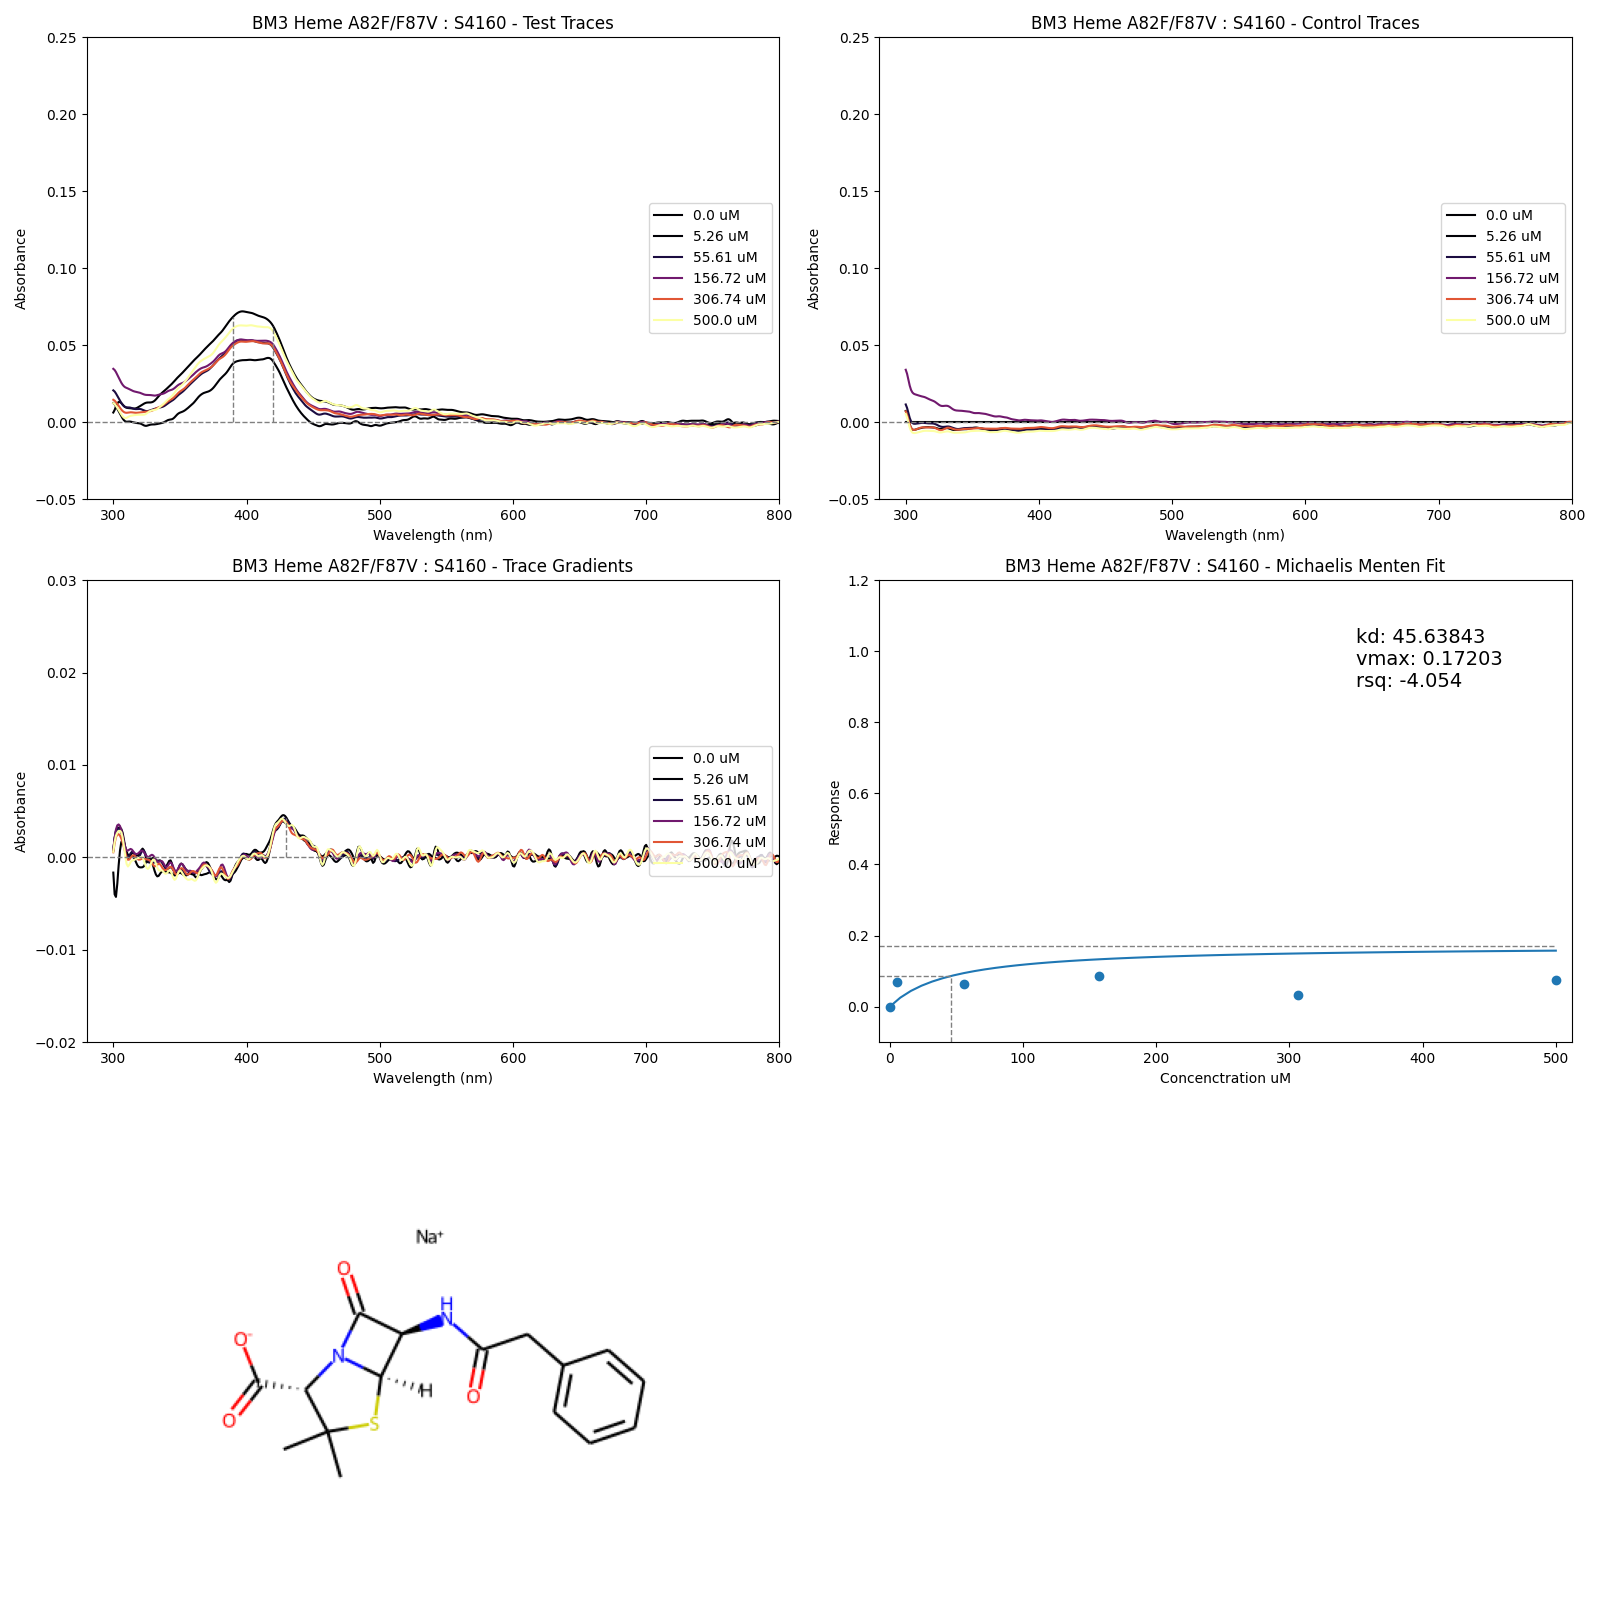 BM3 Heme A82F/F87V : S4160 - Test Traces
0.25
0.20
0.15
0.10
0.05
0.00
−0.05
Absorbance
300 400 500 600 700 800
Wavelength (nm)
0.0 uM
5.26 uM
55.61 uM
156.72 uM
306.74 uM
500.0 uM
BM3 Heme A82F/F87V : S4160 - Control Traces
0.25
0.20
0.15
0.10
0.05
0.00
−0.05
Absorbance
300 400 500 600 700 800
Wavelength (nm)
0.0 uM
5.26 uM
55.61 uM
156.72 uM
306.74 uM
500.0 uM
BM3 Heme A82F/F87V : S4160 - Trace Gradients
0.03
0.02
0.01
0.00
−0.01
−0.02
Absorbance
300 400 500 600 700 800
Wavelength (nm)
0.0 uM
5.26 uM
55.61 uM
156.72 uM
306.74 uM
500.0 uM
BM3 Heme A82F/F87V : S4160 - Michaelis Menten Fit
1.2
1.0
0.8
0.6
0.4
0.2
0.0
Response
kd: 45.63843
vmax: 0.17203
rsq: -4.054
0 100 200 300 400 500
Concenctration uM
Na⁺
O
H
N
O⁻
N
H
O
O
S